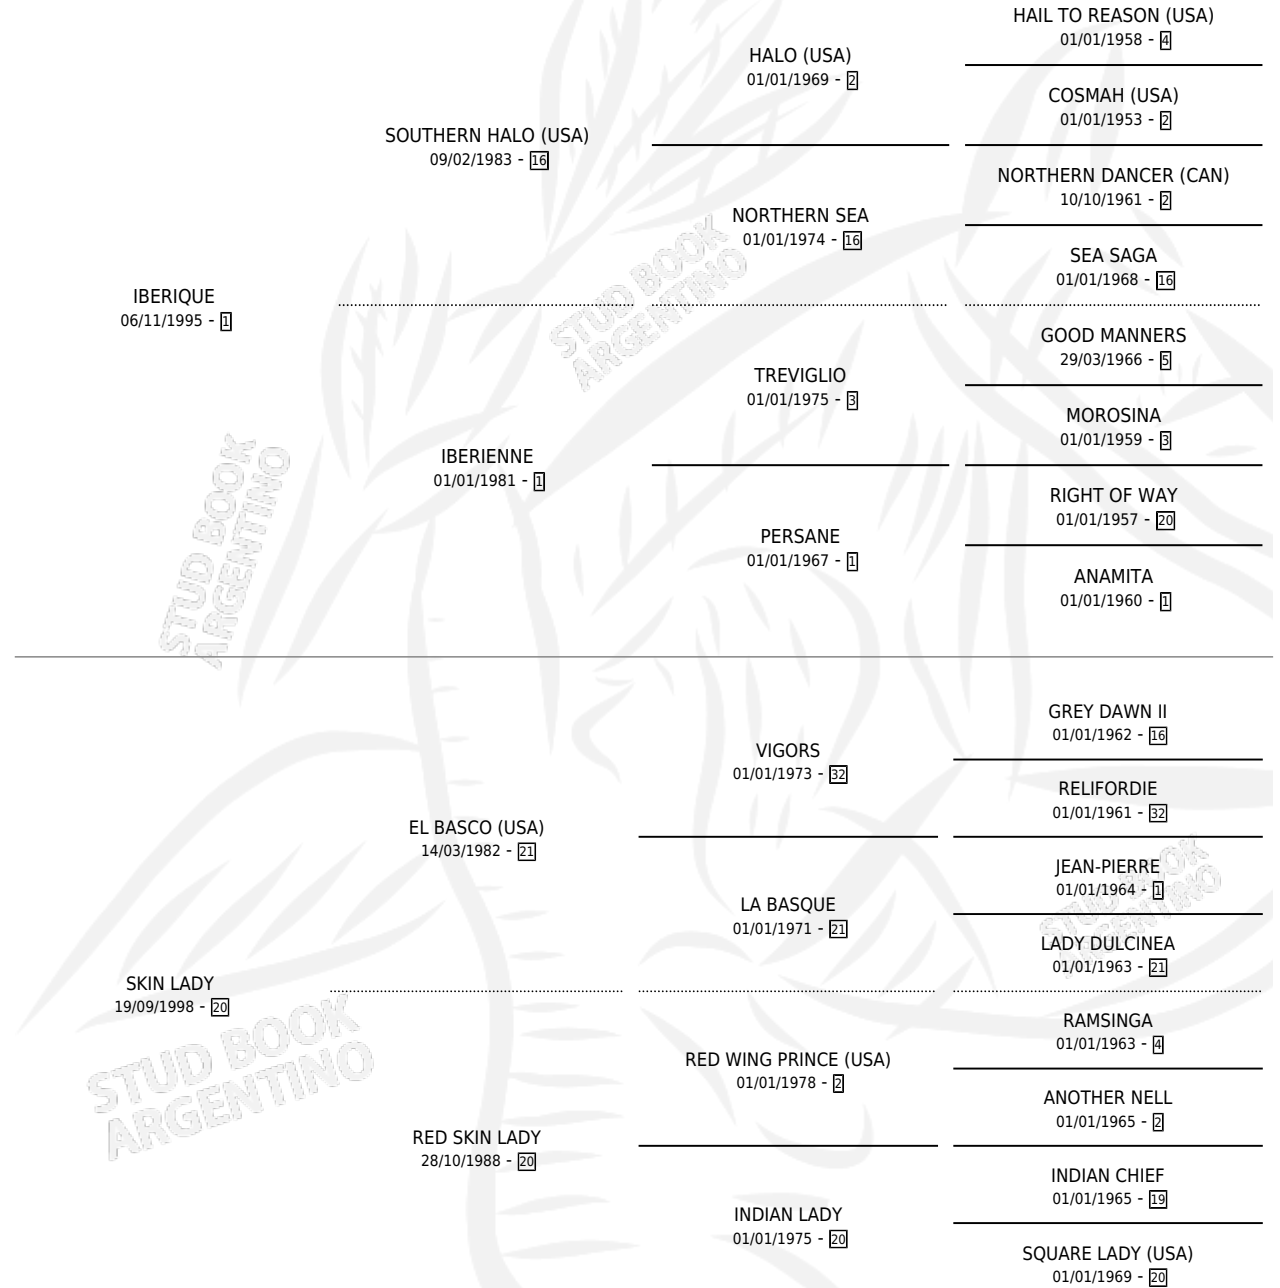 HAIL TO REASON (USA)
01/01/1958 - 4
HALO (USA)
01/01/1969 - 2
COSMAH (USA)
01/01/1953 - 2
SOUTHERN HALO (USA)
09/02/1983 - 16
NORTHERN DANCER (CAN)
10/10/1961 - 2
NORTHERN SEA
01/01/1974 - 16
SEA SAGA
01/01/1968 - 16
IBERIQUE
06/11/1995 - 1
STUD BOOK
ARGENTINO
GOOD MANNERS
29/03/1966 - 5
TREVIGLIO
01/01/1975 - 3
MOROSINA
01/01/1959 - 3
IBERIENNE
01/01/1981 - 1
RIGHT OF WAY
01/01/1957 - 20
PERSANE
01/01/1967 - 1
ANAMITA
01/01/1960 - 1
STUD BOOK
ARGENTINO
GREY DAWN II
01/01/1962 - 16
VIGORS
01/01/1973 - 32
RELIFORDIE
01/01/1961 - 32
EL BASCO (USA)
14/03/1982 - 21
JEAN-PIERRE
01/01/1964 - 1
STUD BOOK
ARGENTINO
LA BASQUE
01/01/1971 - 21
LADY DULCINEA
01/01/1963 - 21
SKIN LADY
19/09/1998 - 20
STUD BOOK
ARGENTINO
RAMSINGA
01/01/1963 - 4
RED WING PRINCE (USA)
01/01/1978 - 2
ANOTHER NELL
01/01/1965 - 2
RED SKIN LADY
28/10/1988 - 20
INDIAN CHIEF
01/01/1965 - 19
INDIAN LADY
01/01/1975 - 20
SQUARE LADY (USA)
01/01/1969 - 20